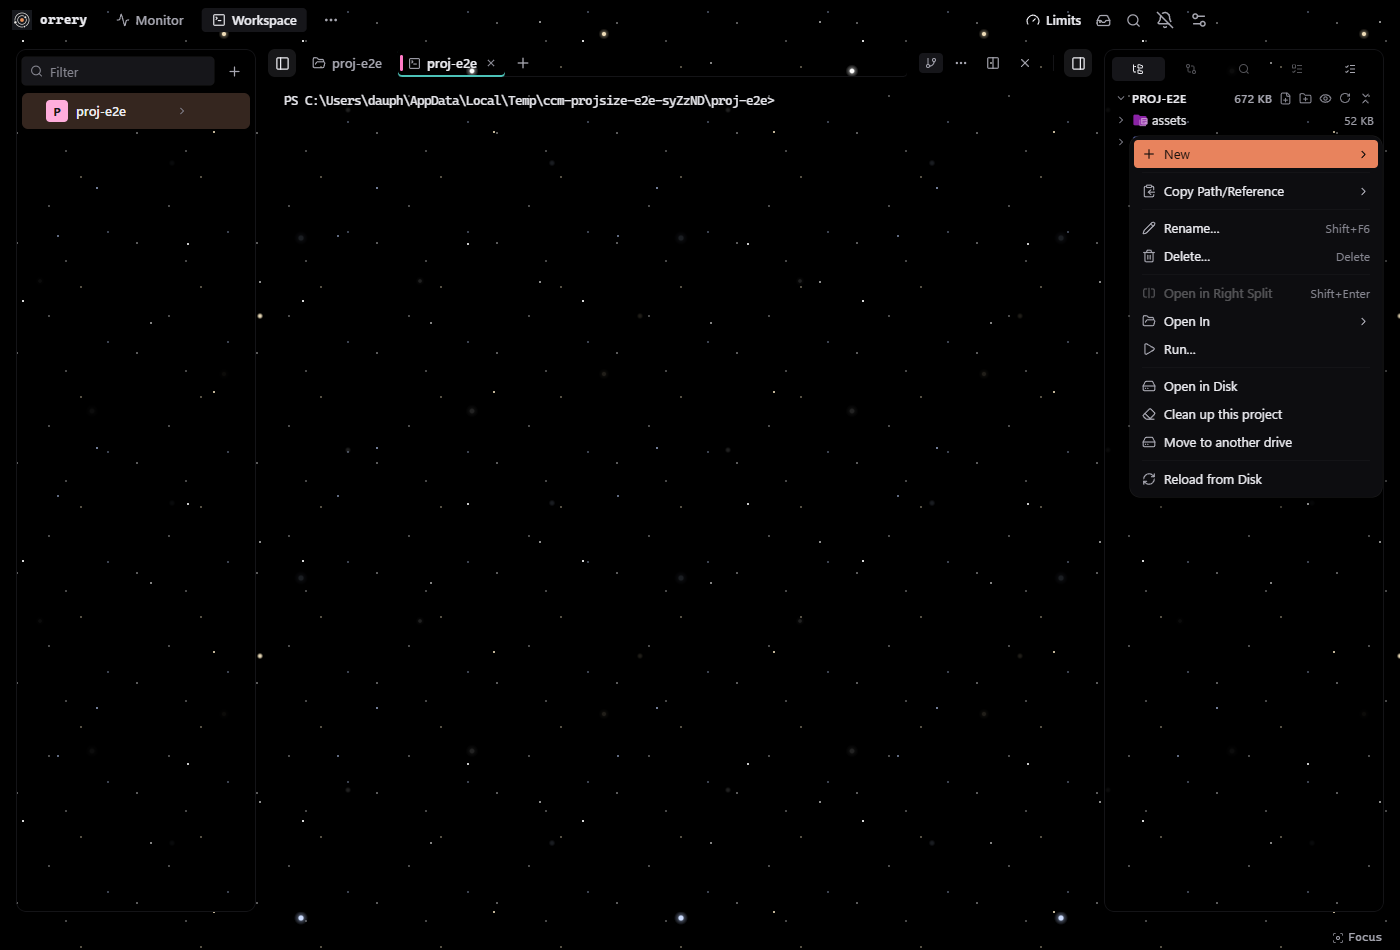 orrery
Monitor
Workspace
Limits
Filter
P
proj-e2e
proj-e2e
proj-e2e
PS C:\Users\dauph\AppData\Local\Temp\ccm-projsize-e2e-syZzND\proj-e2e>
PROJ-E2E 672 KB
assets 52 KB
New
Copy Path/Reference
Rename... Shift+F6
Delete... Delete
Open in Right Split Shift+Enter
Open In
Run...
Open in Disk
Clean up this project
Move to another drive
Reload from Disk
Focus